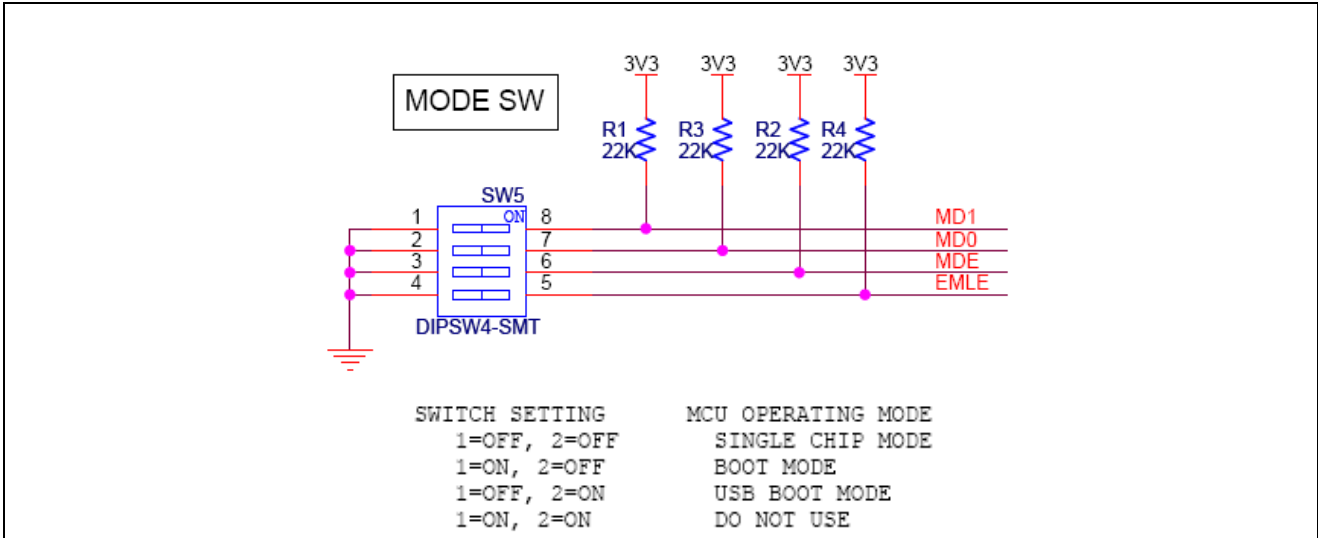 3V3 3V3 3V3 3V3
MODE SW
R1 R3 R2 R4
22K 22K 22K 22K
SW5
1 ON 8 MD1
2 7 MD0
3 6 MDE
4 5 EMLE
DIPSW4-SMT
SWITCH SETTING MCU OPERATING MODE
1=OFF, 2=OFF SINGLE CHIP MODE
1=ON, 2=OFF BOOT MODE
1=OFF, 2=ON USB BOOT MODE
1=ON, 2=ON DO NOT USE